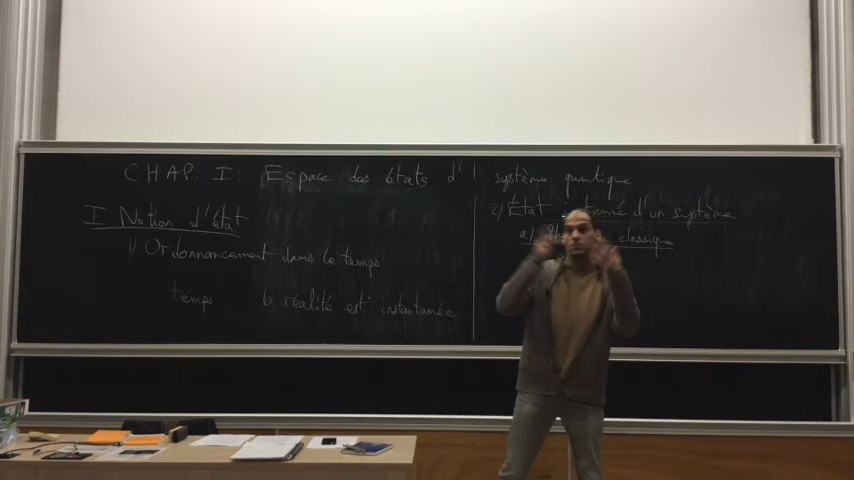 CHAP. I: Espace des états d'1 système quantique
I Notion d'état
1) Ordonnancement dans le temps
temps la réalité est instantanée
2) État d'un système
a) classique